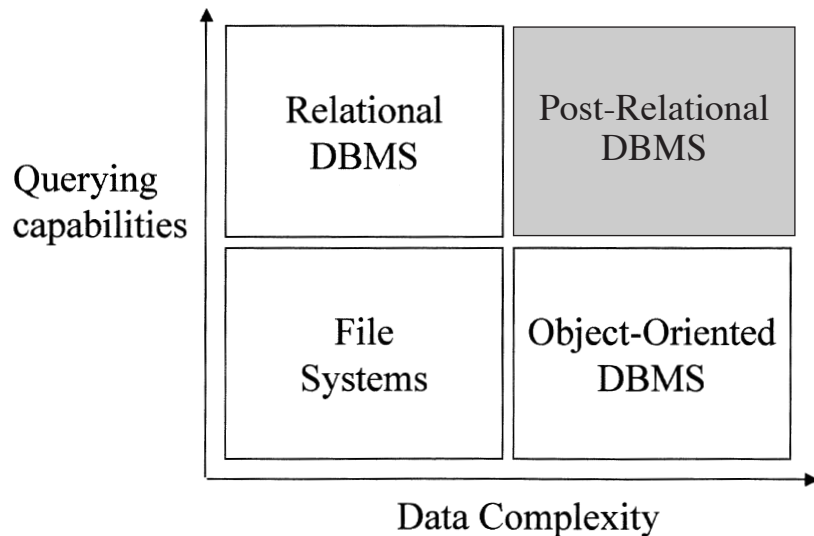 Relational
DBMS
Post-Relational
DBMS
Querying
capabilities
File
Systems
Object-Oriented
DBMS
Data Complexity